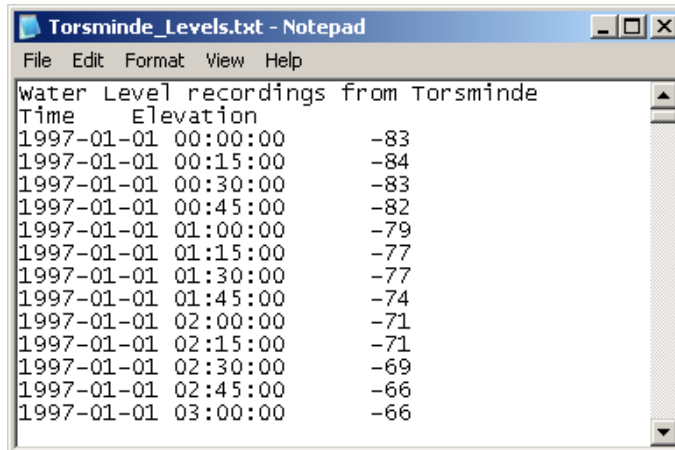 Torsminde_Levels.txt - Notepad
File Edit Format View Help
Water Level recordings from Torsminde
Time Elevation
1997-01-01 00:00:00 -83
1997-01-01 00:15:00 -84
1997-01-01 00:30:00 -83
1997-01-01 00:45:00 -82
1997-01-01 01:00:00 -79
1997-01-01 01:15:00 -77
1997-01-01 01:30:00 -77
1997-01-01 01:45:00 -74
1997-01-01 02:00:00 -71
1997-01-01 02:15:00 -71
1997-01-01 02:30:00 -69
1997-01-01 02:45:00 -66
1997-01-01 03:00:00 -66